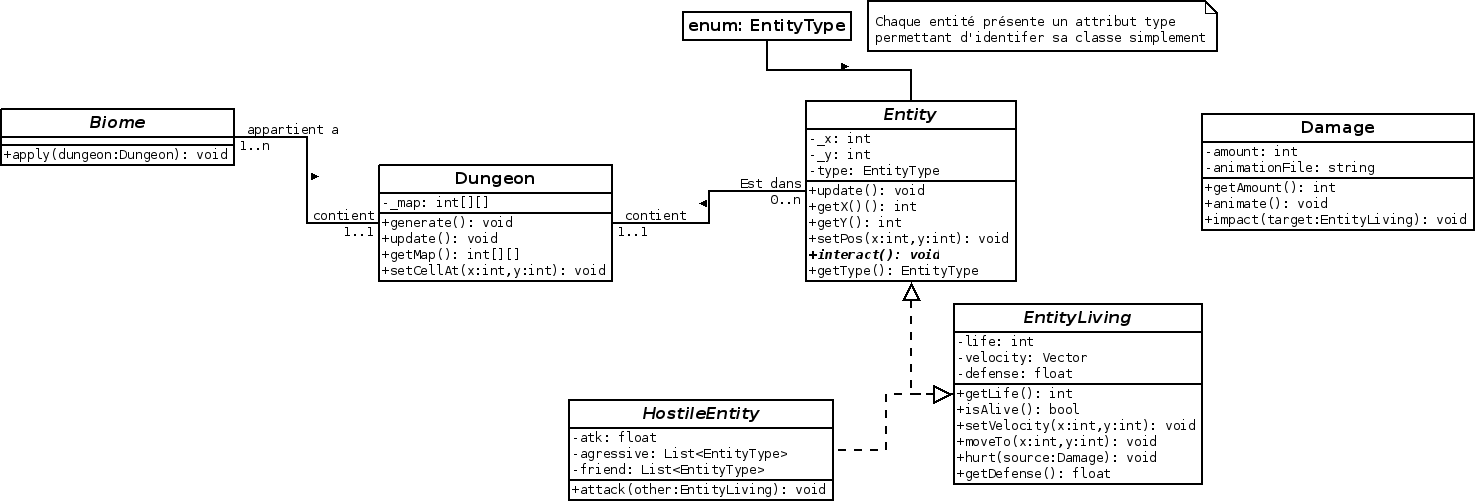 enum: EntityType
Chaque entité présente un attribut type
permettant d'identifer sa classe simplement
Biome
+apply(dungeon:Dungeon): void
appartient a
1..n
contient
1..1
Dungeon
-_map: int[][]
+generate(): void
+update(): void
+getMap(): int[][]
+setCellAt(x:int,y:int): void
contient
1..1
Est dans
0..n
Entity
-_x: int
-_y: int
-type: EntityType
+update(): void
+getX()(): int
+getY(): int
+setPos(x:int,y:int): void
+interact(): void
+getType(): EntityType
Damage
-amount: int
-animationFile: string
+getAmount(): int
+animate(): void
+impact(target:EntityLiving): void
EntityLiving
-life: int
-velocity: Vector
-defense: float
+getLife(): int
+isAlive(): bool
+setVelocity(x:int,y:int): void
+moveTo(x:int,y:int): void
+hurt(source:Damage): void
+getDefense(): float
HostileEntity
-atk: float
-agressive: List<EntityType>
-friend: List<EntityType>
+attack(other:EntityLiving): void